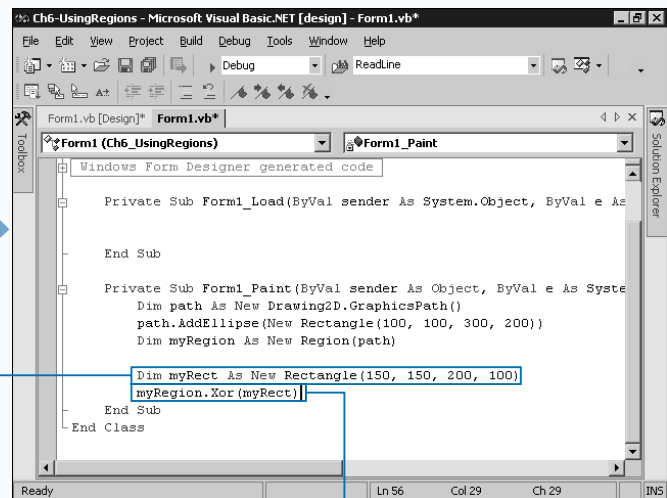 Ch6-UsingRegions - Microsoft Visual Basic.NET [design] - Form1.vb*
File Edit View Project Build Debug Tools Window Help
Debug ReadLine
Form1.vb [Design]* Form1.vb*
Toolbox
Solution Explorer
Form1 (Ch6_UsingRegions) Form1_Paint
Windows Form Designer generated code
Private Sub Form1_Load(ByVal sender As System.Object, ByVal e As
End Sub
Private Sub Form1_Paint(ByVal sender As Object, ByVal e As Syste
Dim path As New Drawing2D.GraphicsPath()
path.AddEllipse(New Rectangle(100, 100, 300, 200))
Dim myRegion As New Region(path)
Dim myRect As New Rectangle(150, 150, 200, 100)
myRegion.Xor(myRect)
End Sub
End Class
Ready Ln 56 Col 29 Ch 29 INS